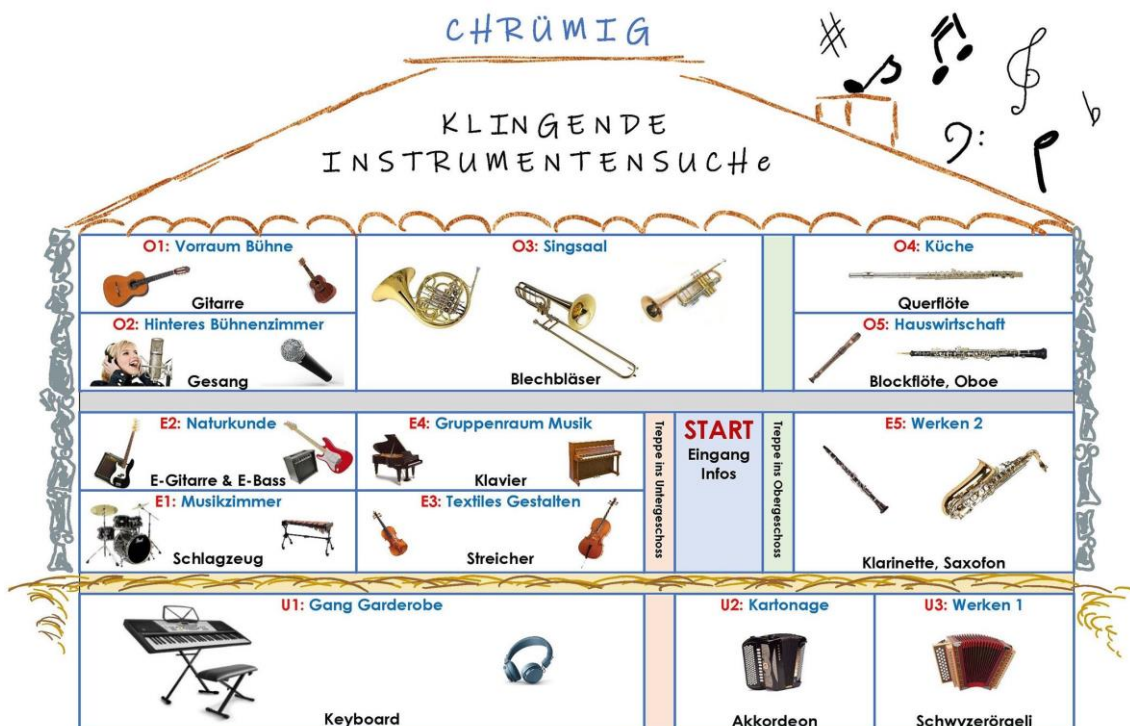 CHRÜMIG
KLINGENDE
INSTRUMENTENSUCHe
O1: Vorraum Bühne
Gitarre
O2: Hinteres Bühnenzimmer
Gesang
O3: Singsaal
Blechbläser
O4: Küche
Querflöte
O5: Hauswirtschaft
Blockflöte, Oboe
E2: Naturkunde
E-Gitarre & E-Bass
E1: Musikzimmer
Schlagzeug
E4: Gruppenraum Musik
Klavier
E3: Textiles Gestalten
Streicher
Treppe ins Untergeschoss
START
Eingang
Infos
Treppe ins Obergeschoss
E5: Werken 2
Klarinette, Saxofon
U1: Gang Garderobe
Keyboard
U2: Kartonage
Akkordeon
U3: Werken 1
Schwyzerörgeli